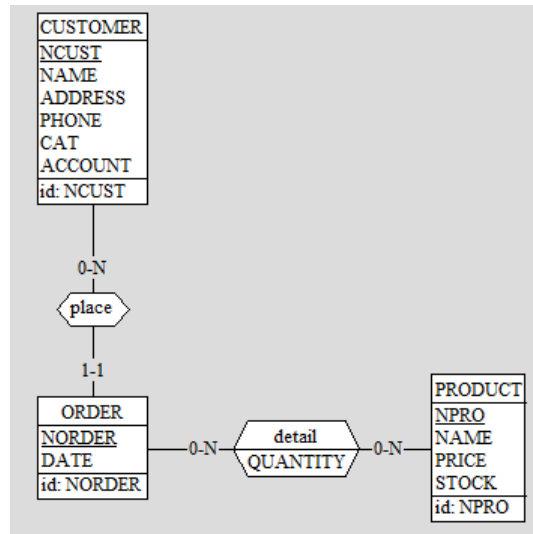 CUSTOMER
NCUST
NAME
ADDRESS
PHONE
CAT
ACCOUNT
id: NCUST
0-N
place
1-1
ORDER
NORDER
DATE
id: NORDER
0-N
detail
QUANTITY
0-N
PRODUCT
NPRO
NAME
PRICE
STOCK
id: NPRO